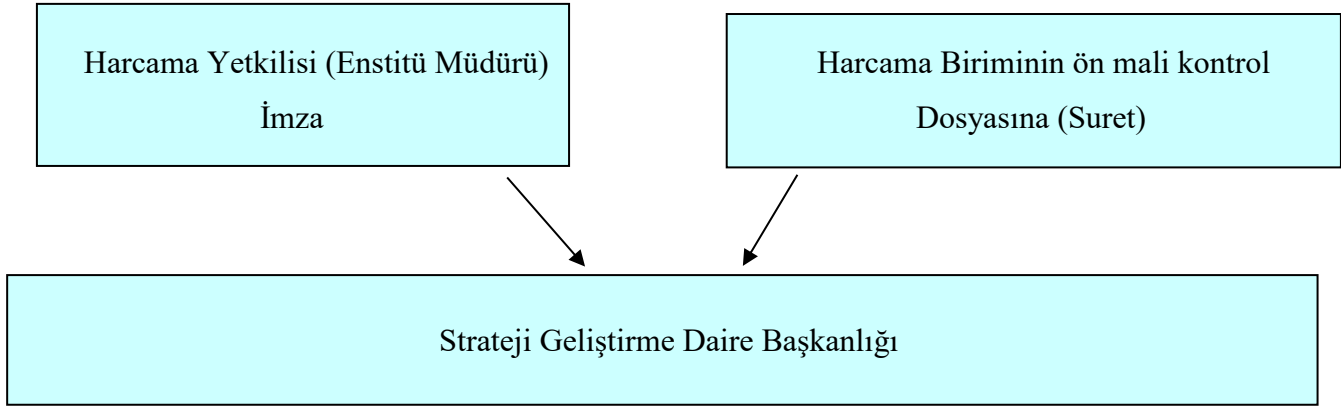 Harcama Yetkilisi (Enstitü Müdürü)
İmza
Harcama Biriminin ön mali kontrol
Dosyasına (Suret)
Strateji Geliştirme Daire Başkanlığı